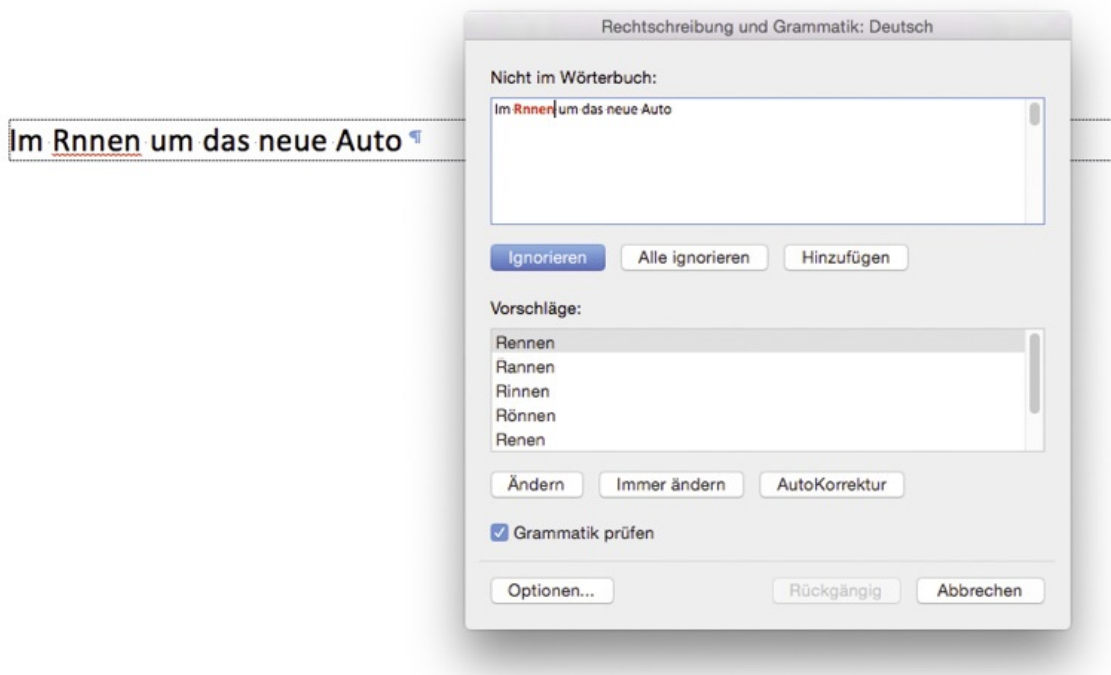 Rechtschreibung und Grammatik: Deutsch
Nicht im Wörterbuch:
Im Rnnen um das neue Auto
Im Rnnen um das neue Auto ¶
Ignorieren Alle ignorieren Hinzufügen
Vorschläge:
Rennen
Rannen
Rinnen
Rönnen
Renen
Ändern Immer ändern AutoKorrektur
Grammatik prüfen
Optionen... Rückgängig Abbrechen